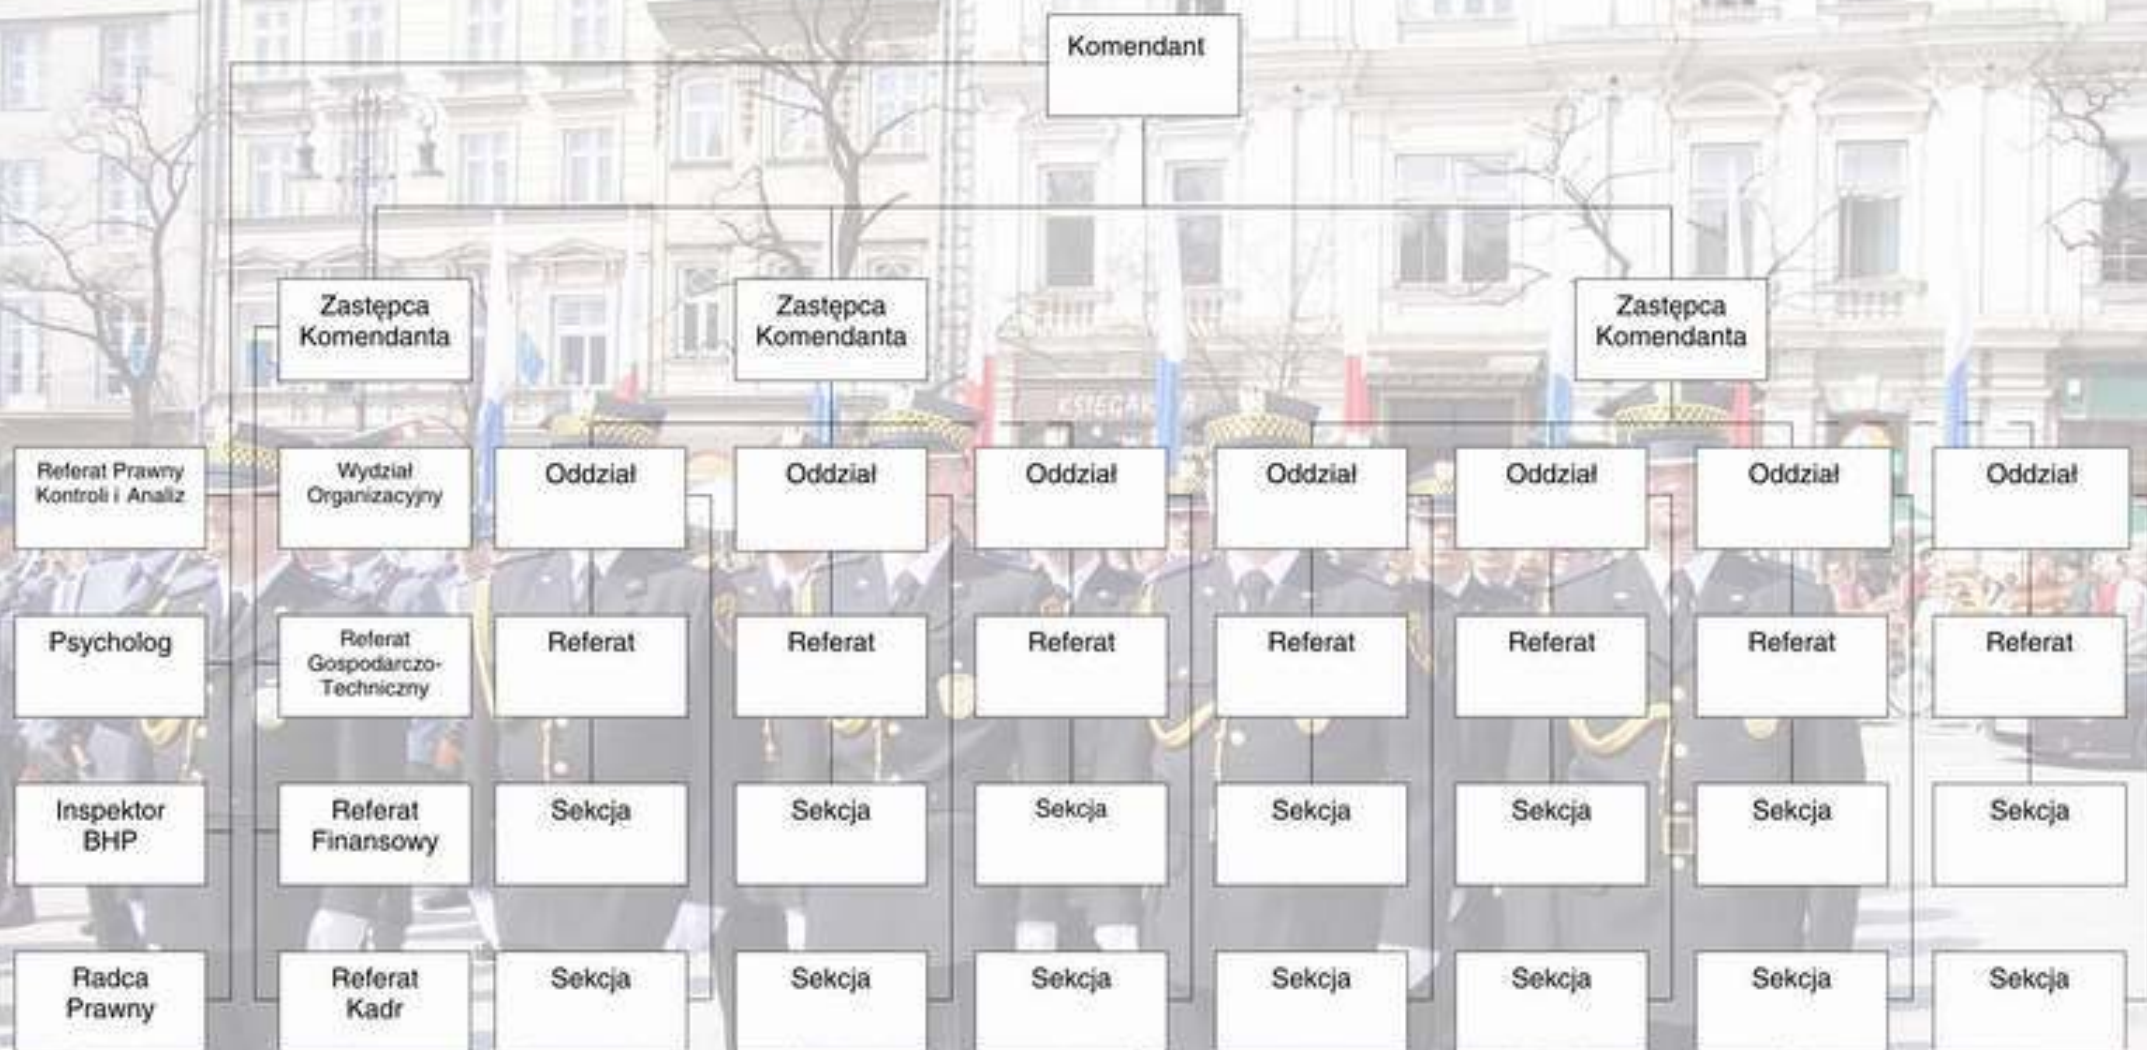 Komendant
Zastępca
Komendanta
Zastępca
Komendanta
Zastępca
Komendanta
Referat Prawny
Kontroli i Analiz
Wydział
Organizacyjny
Oddział
Oddział
Oddział
Oddział
Oddział
Oddział
Oddział
Psycholog
Referat
Gospodarczo-
Techniczny
Referat
Referat
Referat
Referat
Referat
Referat
Referat
Inspektor
BHP
Referat
Finansowy
Sekcja
Sekcja
Sekcja
Sekcja
Sekcja
Sekcja
Sekcja
Radca
Prawny
Referat
Kadr
Sekcja
Sekcja
Sekcja
Sekcja
Sekcja
Sekcja
Sekcja